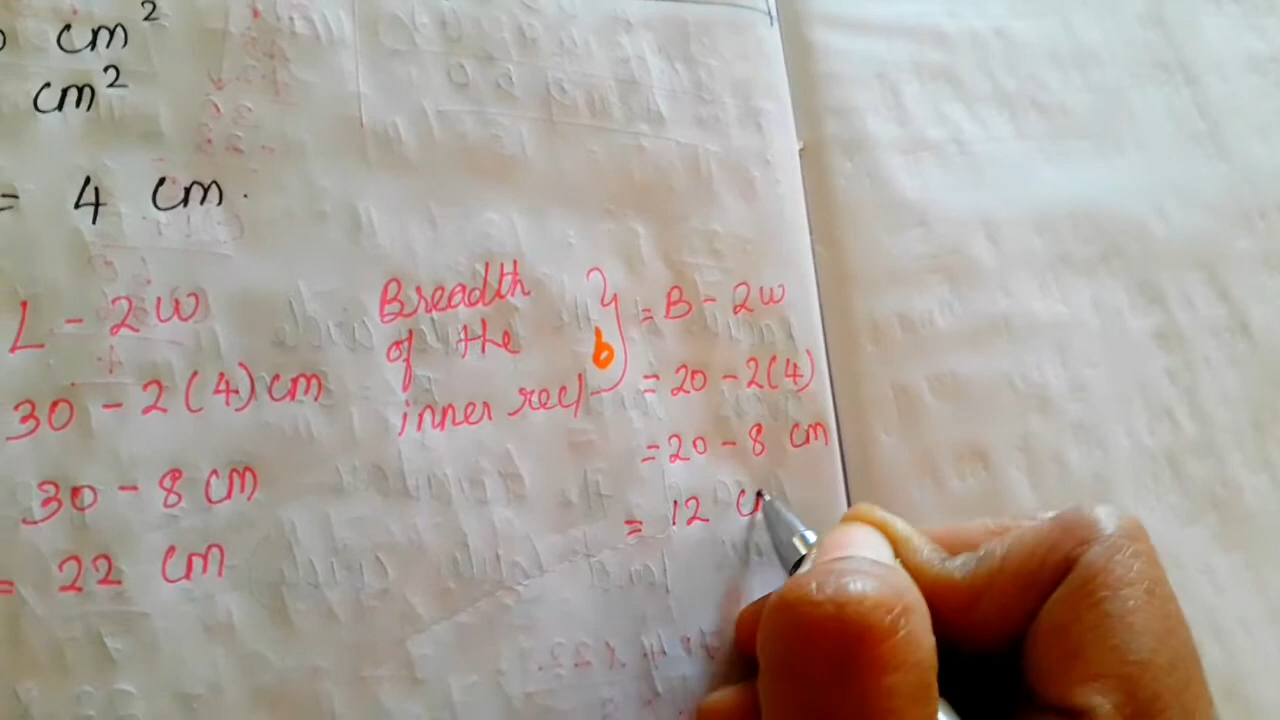 cm²
cm²
= 4 cm.
L - 2w
30 - 2(4) cm
30 - 8 cm
= 22 cm
Breadth
of the
inner rect
b
= B - 2w
= 20 - 2(4)
= 20 - 8 cm
= 12 c